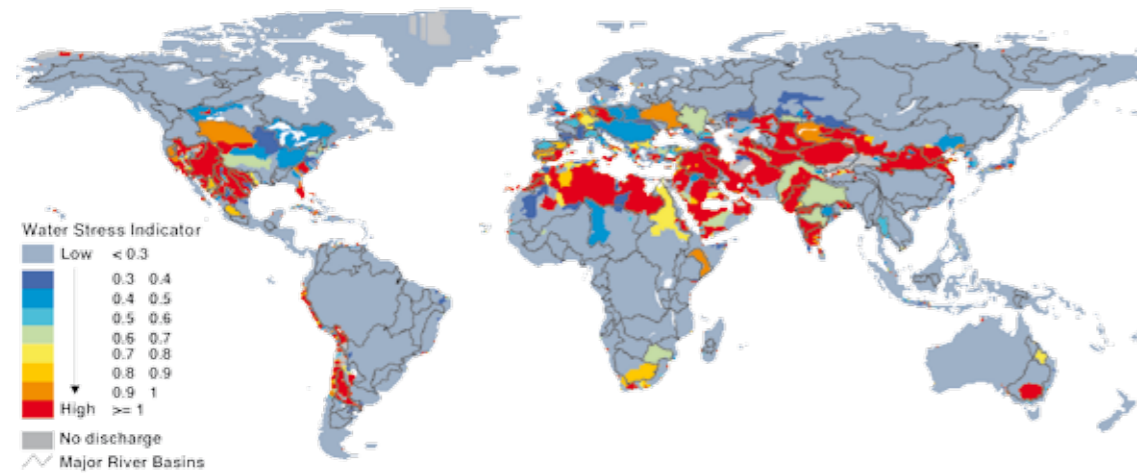 Water Stress Indicator
Low < 0.3
0.3 0.4
0.4 0.5
0.5 0.6
0.6 0.7
0.7 0.8
0.8 0.9
0.9 1
High >= 1
No discharge
Major River Basins